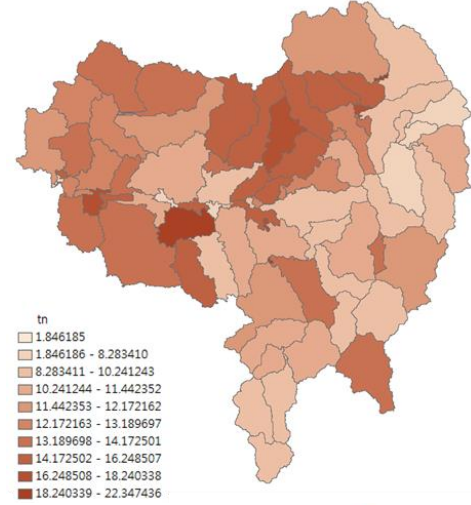 tn
1.846185
1.846186 - 8.283410
8.283411 - 10.241243
10.241244 - 11.442352
11.442353 - 12.172162
12.172163 - 13.189697
13.189698 - 14.172501
14.172502 - 16.248507
16.248508 - 18.240338
18.240339 - 22.347436